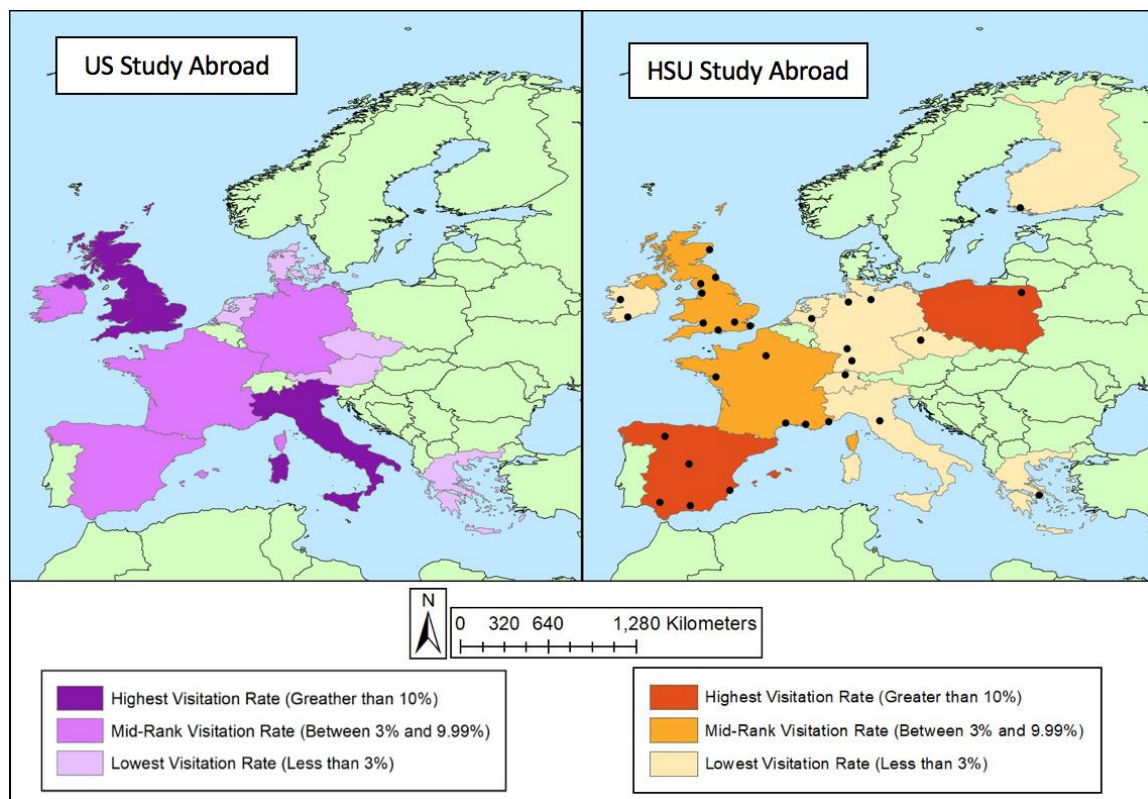 US Study Abroad
HSU Study Abroad
N
0 320 640 1,280 Kilometers
Highest Visitation Rate (Greather than 10%)
Mid-Rank Visitation Rate (Between 3% and 9.99%)
Lowest Visitation Rate (Less than 3%)
Highest Visitation Rate (Greater than 10%)
Mid-Rank Visitation Rate (Between 3% and 9.99%)
Lowest Visitation Rate (Less than 3%)